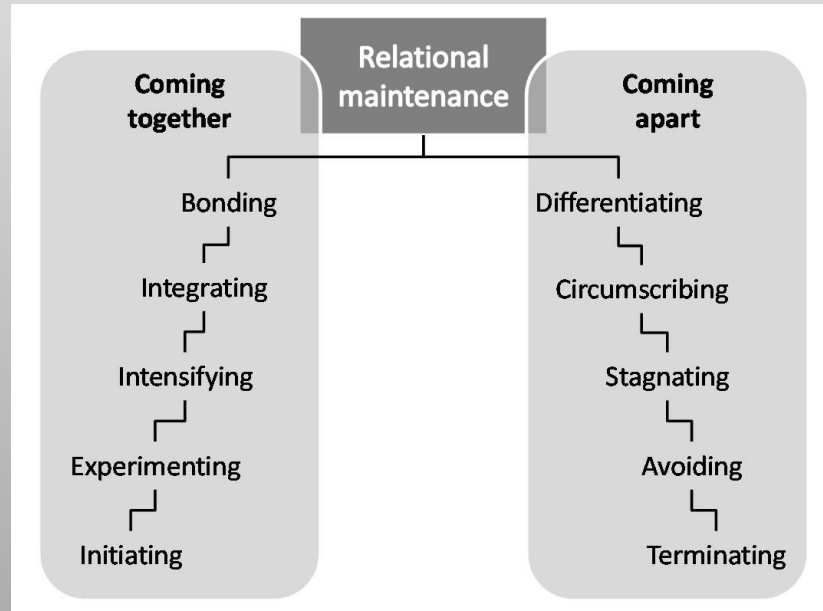 Relational
maintenance
Coming
together
Bonding
Integrating
Intensifying
Experimenting
Initiating
Coming
apart
Differentiating
Circumscribing
Stagnating
Avoiding
Terminating